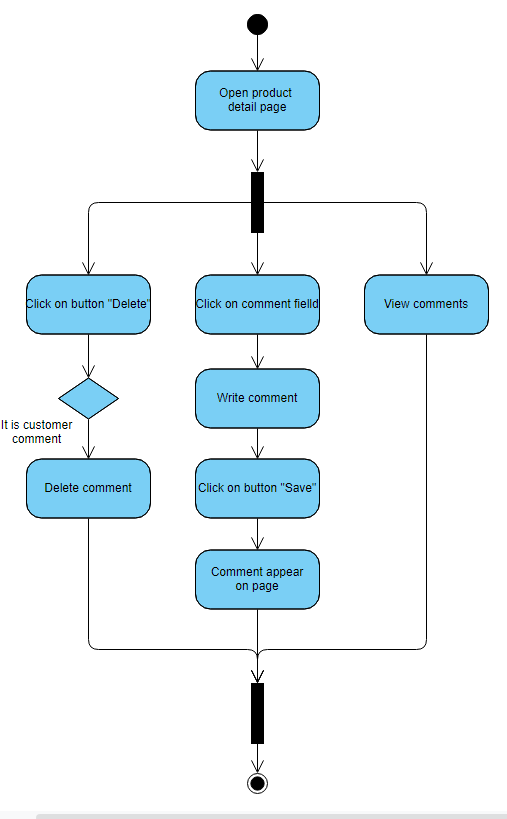 Open product
detail page
Click on button "Delete"
Click on comment fielld
View comments
Write comment
It is customer
comment
Delete comment
Click on button "Save"
Comment appear
on page